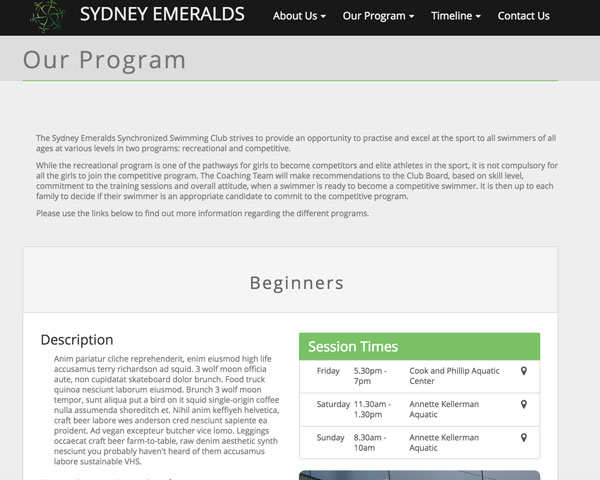 SYDNEY EMERALDS
About Us Our Program Timeline Contact Us
Our Program
The Sydney Emeralds Synchronized Swimming Club strives to provide an opportunity to practise and excel at the sport to all swimmers of all
ages at various levels in two programs: recreational and competitive.
While the recreational program is one of the pathways for girls to become competitors and elite athletes in the sport, it is not compulsory for
all the girls to join the competitive program. The Coaching Team will make recommendations to the Club Board, based on skill level,
commitment to the training sessions and overall attitude, when a swimmer is ready to become a competitive swimmer. It is then up to each
family to decide if their swimmer is an appropriate candidate to commit to the competitive program.
Please use the links below to find out more information regarding the different programs.
Beginners
Description
Anim pariatur cliche reprehenderit, enim eiusmod high life
accusamus terry richardson ad squid. 3 wolf moon officia
aute, non cupidatat skateboard dolor brunch. Food truck
quinoa nesciunt laborum eiusmod. Brunch 3 wolf moon
tempor, sunt aliqua put a bird on it squid single-origin coffee
nulla assumenda shoreditch et. Nihil anim keffiyeh helvetica,
craft beer labore wes anderson cred nesciunt sapiente ea
proident. Ad vegan excepteur butcher vice lomo. Leggings
occaecat craft beer farm-to-table, raw denim aesthetic synth
nesciunt you probably haven't heard of them accusamus
labore sustainable VHS.
Session Times
Friday 5.30pm - Cook and Phillip Aquatic
7pm Center
Saturday 11.30am - Annette Kellerman
1.30pm Aquatic
Sunday 8.30am - Annette Kellerman
10am Aquatic